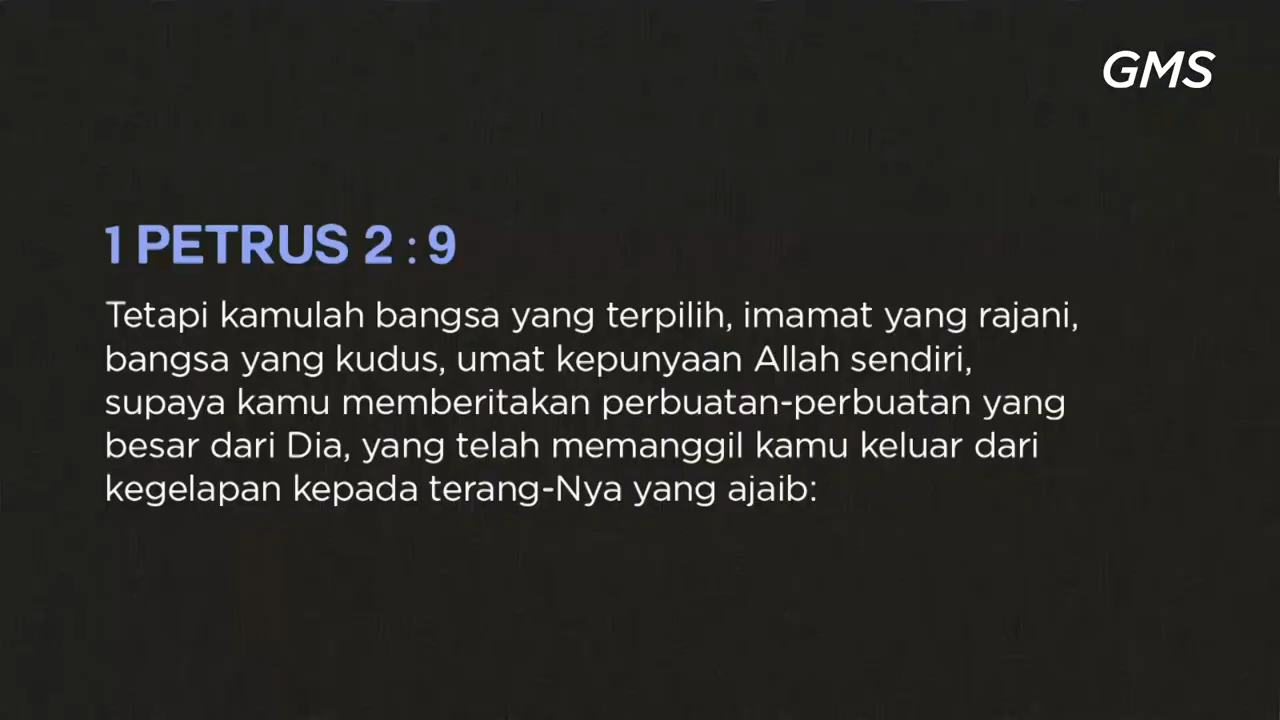 GMS
1 PETRUS 2 : 9
Tetapi kamulah bangsa yang terpilih, imamat yang rajani,
bangsa yang kudus, umat kepunyaan Allah sendiri,
supaya kamu memberitakan perbuatan-perbuatan yang
besar dari Dia, yang telah memanggil kamu keluar dari
kegelapan kepada terang-Nya yang ajaib: